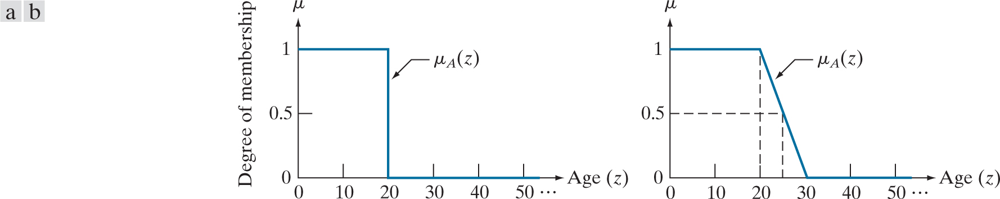 a b
Degree of membership
μ
1
0.5
0
μA(z)
0 10 20 30 40 50 ...
Age (z)
μ
1
0.5
0
μA(z)
0 10 20 30 40 50 ...
Age (z)